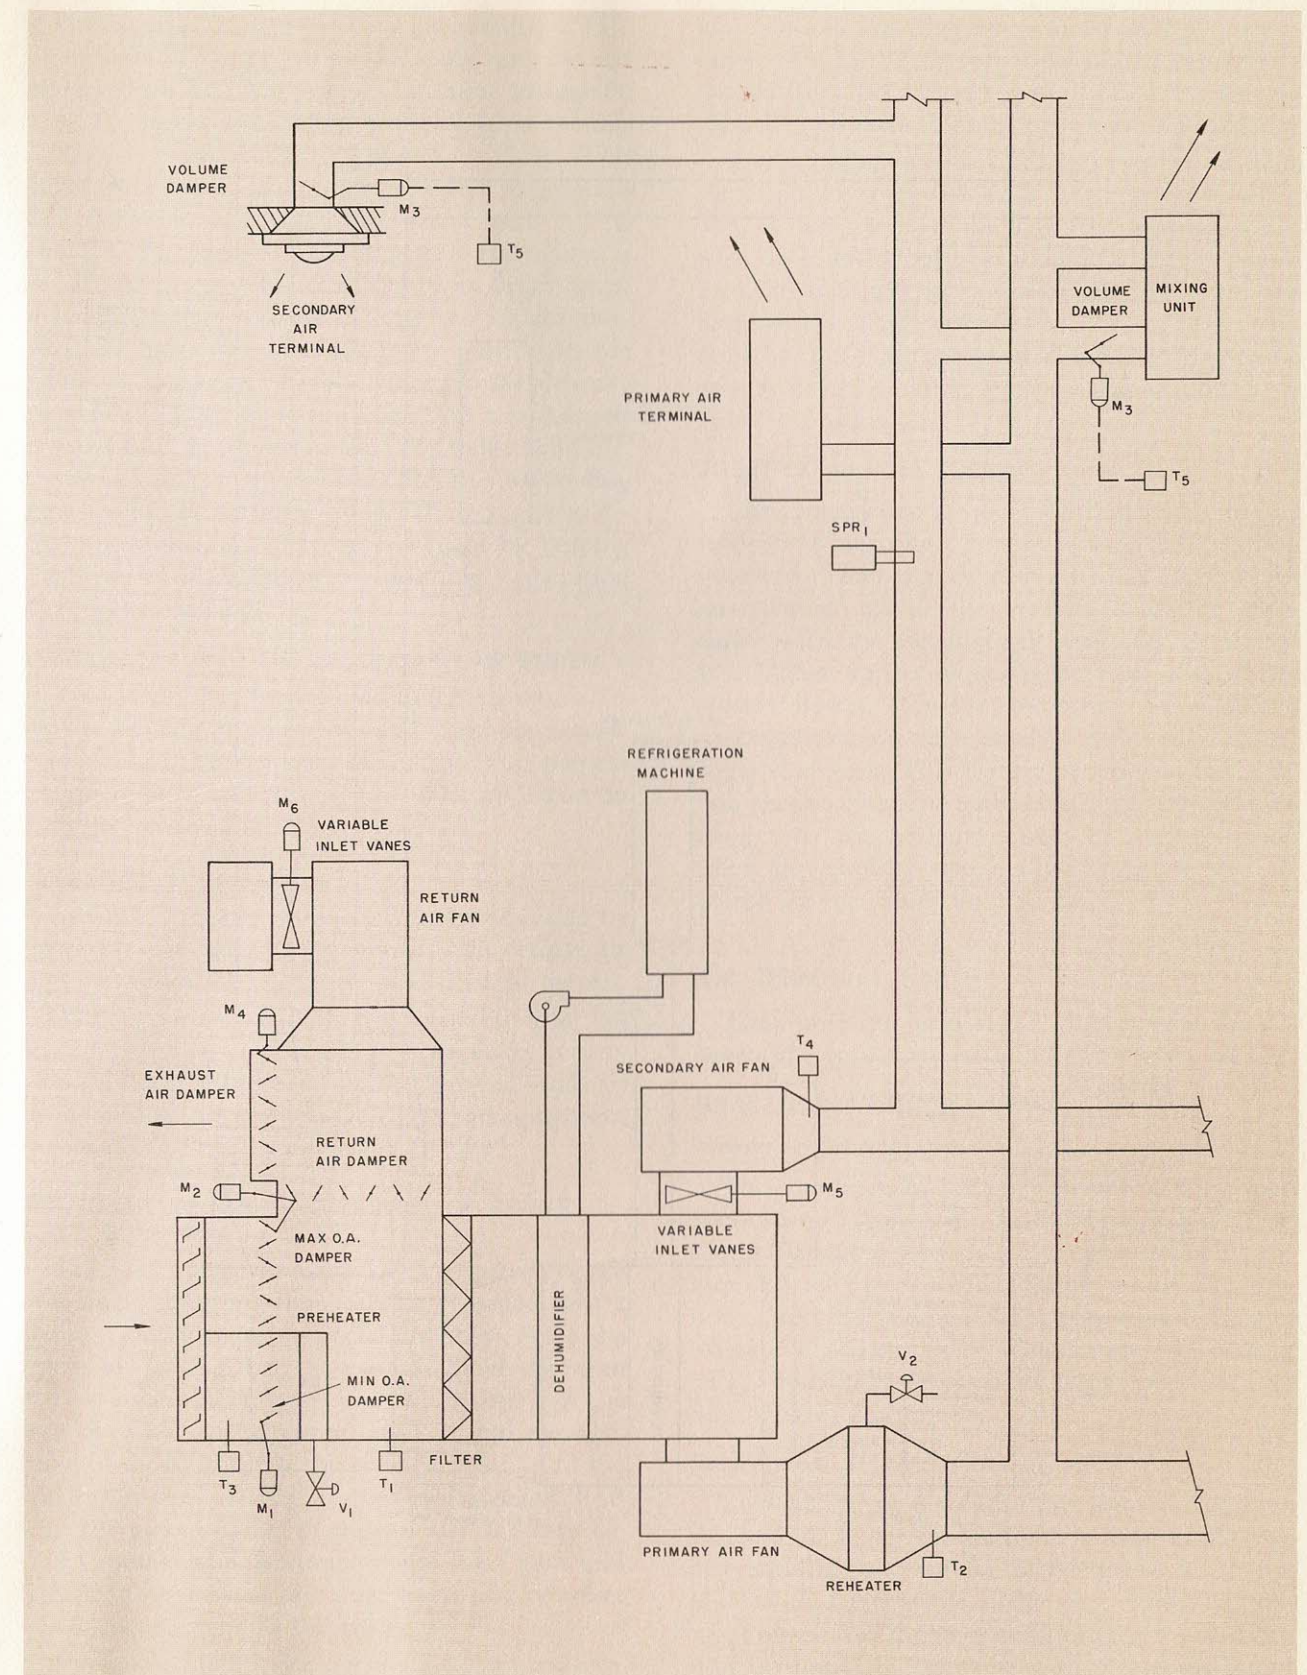 VOLUME
DAMPER
M3
T5
SECONDARY
AIR
TERMINAL
VOLUME
DAMPER
MIXING
UNIT
M3
T5
PRIMARY AIR
TERMINAL
SPR1
REFRIGERATION
MACHINE
M6
VARIABLE
INLET VANES
RETURN
AIR FAN
M4
EXHAUST
AIR DAMPER
RETURN
AIR DAMPER
M2
MAX O.A.
DAMPER
PREHEATER
MIN O.A.
DAMPER
T3
M1
V1
T1
FILTER
DEHUMIDIFIER
SECONDARY AIR FAN
T4
M5
VARIABLE
INLET VANES
V2
PRIMARY AIR FAN
REHEATER
T2